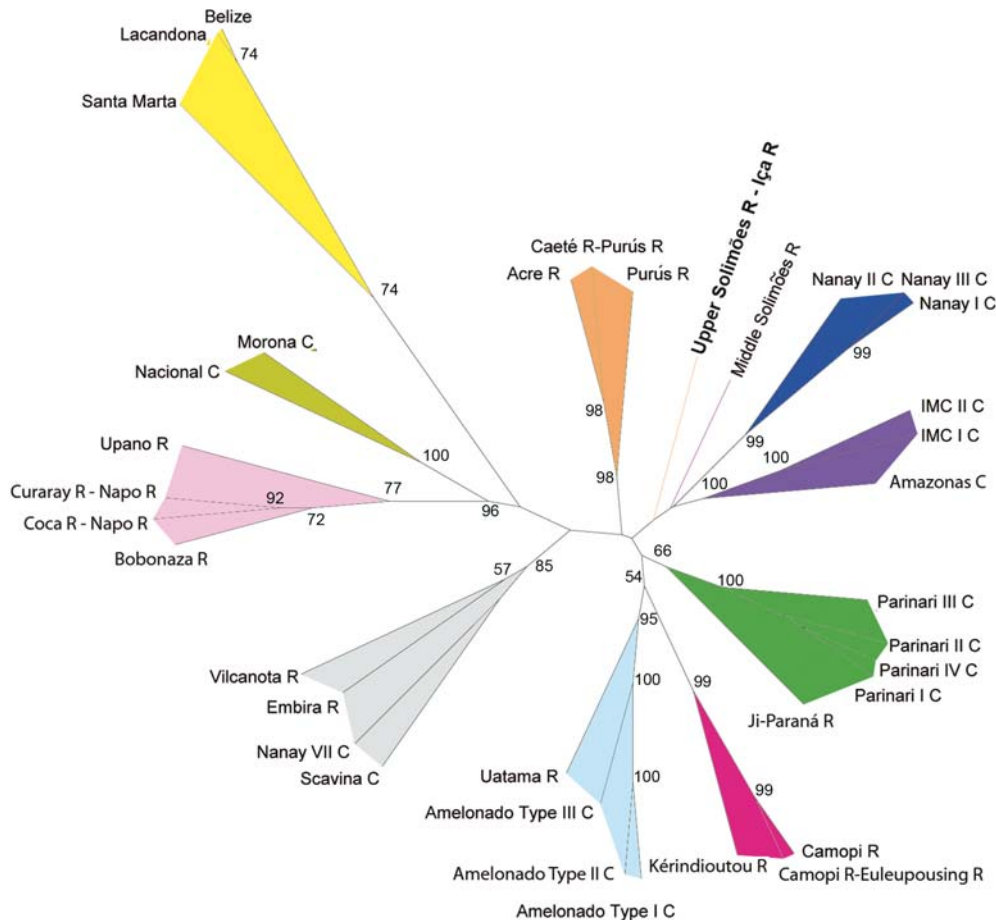 Belize
Lacandona
74
Santa Marta
74
Upper Solimões R - Iça R
Middle Solimões R
Caeté R-Purús R
Acre R
Purús R
98
98
Nanay II C
Nanay III C
Nanay I C
99
99
Morona C
Nacional C
100
IMC II C
IMC I C
100
100
Amazonas C
Upano R
77
Curaray R - Napo R
92
Coca R - Napo R
72
Bobonaza R
96
66
54
57
85
100
Parinari III C
Parinari II C
Parinari IV C
Parinari I C
Ji-Paraná R
95
100
99
Vilcanota R
Embira R
Nanay VII C
Scavina C
Uatama R
100
Amelonado Type III C
99
Amelonado Type II C
Kérindioutou R
Camopi R
Camopi R-Euleupousing R
Amelonado Type I C